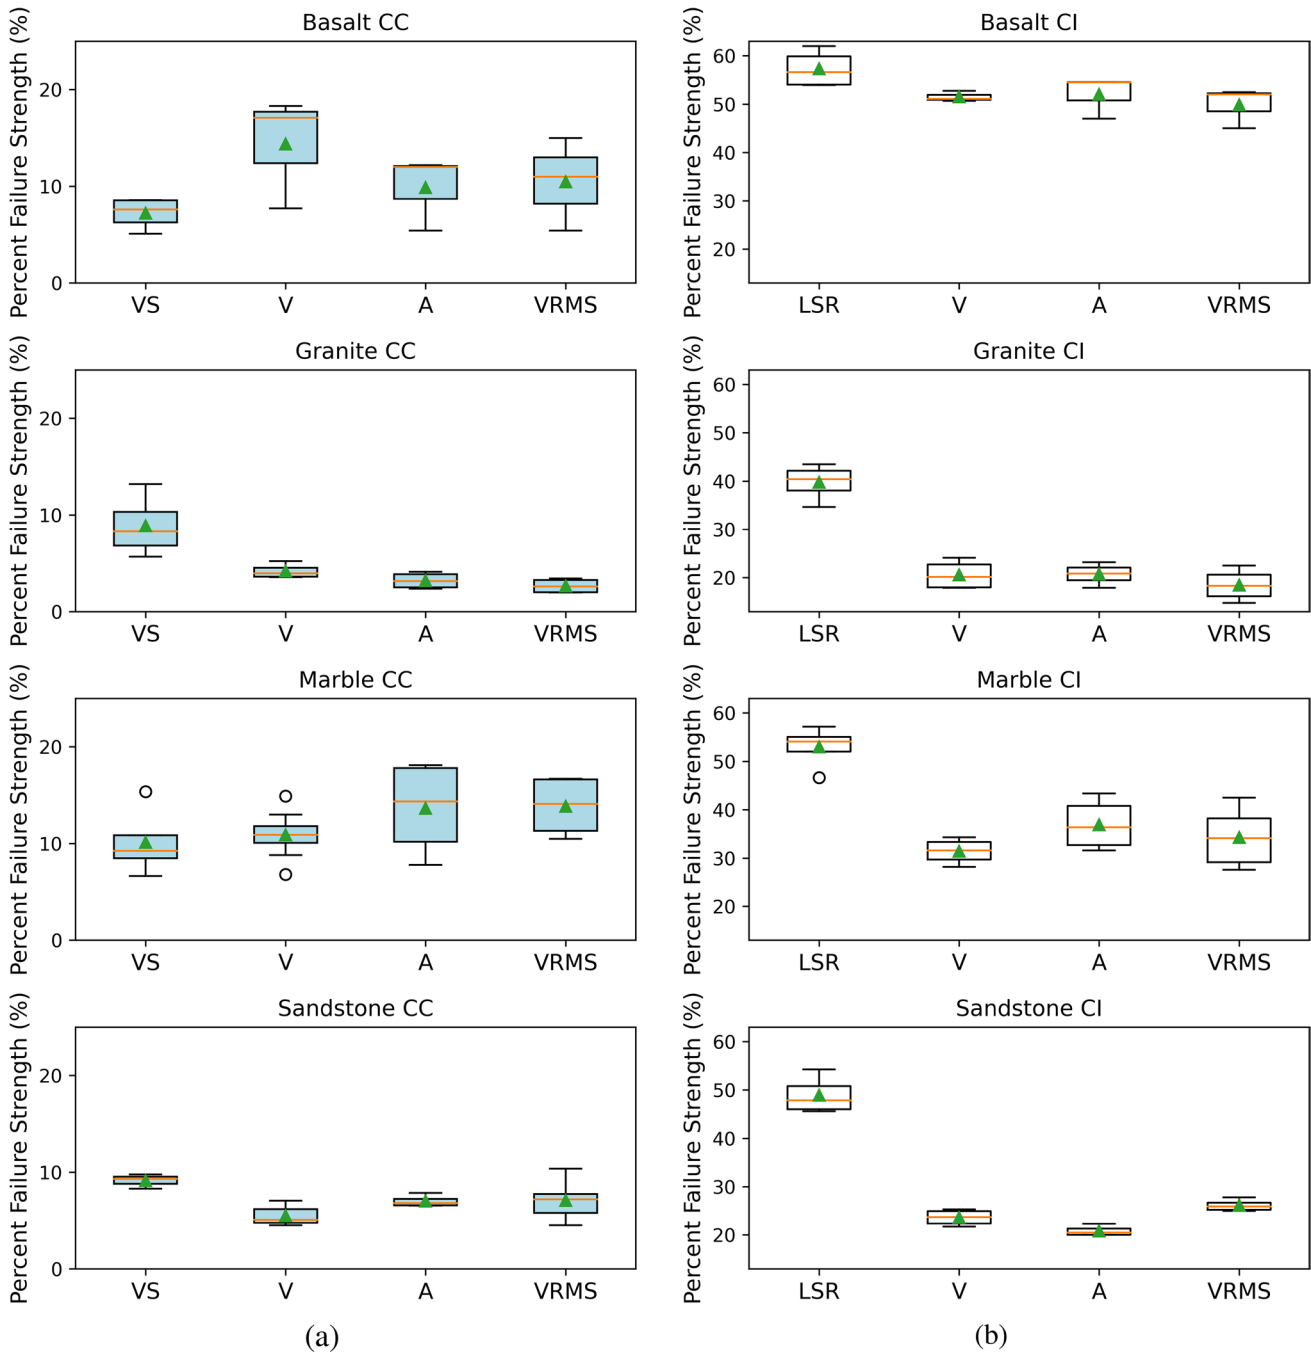 Basalt CC
Percent Failure Strength (%)
20
10
0
VS V A VRMS
Basalt CI
Percent Failure Strength (%)
60
50
40
30
20
LSR V A VRMS
Granite CC
Percent Failure Strength (%)
20
10
0
VS V A VRMS
Granite CI
Percent Failure Strength (%)
60
50
40
30
20
LSR V A VRMS
Marble CC
Percent Failure Strength (%)
20
10
0
VS V A VRMS
Marble CI
Percent Failure Strength (%)
60
50
40
30
20
LSR V A VRMS
Sandstone CC
Percent Failure Strength (%)
20
10
0
VS V A VRMS
Sandstone CI
Percent Failure Strength (%)
60
50
40
30
20
LSR V A VRMS
(a)
(b)